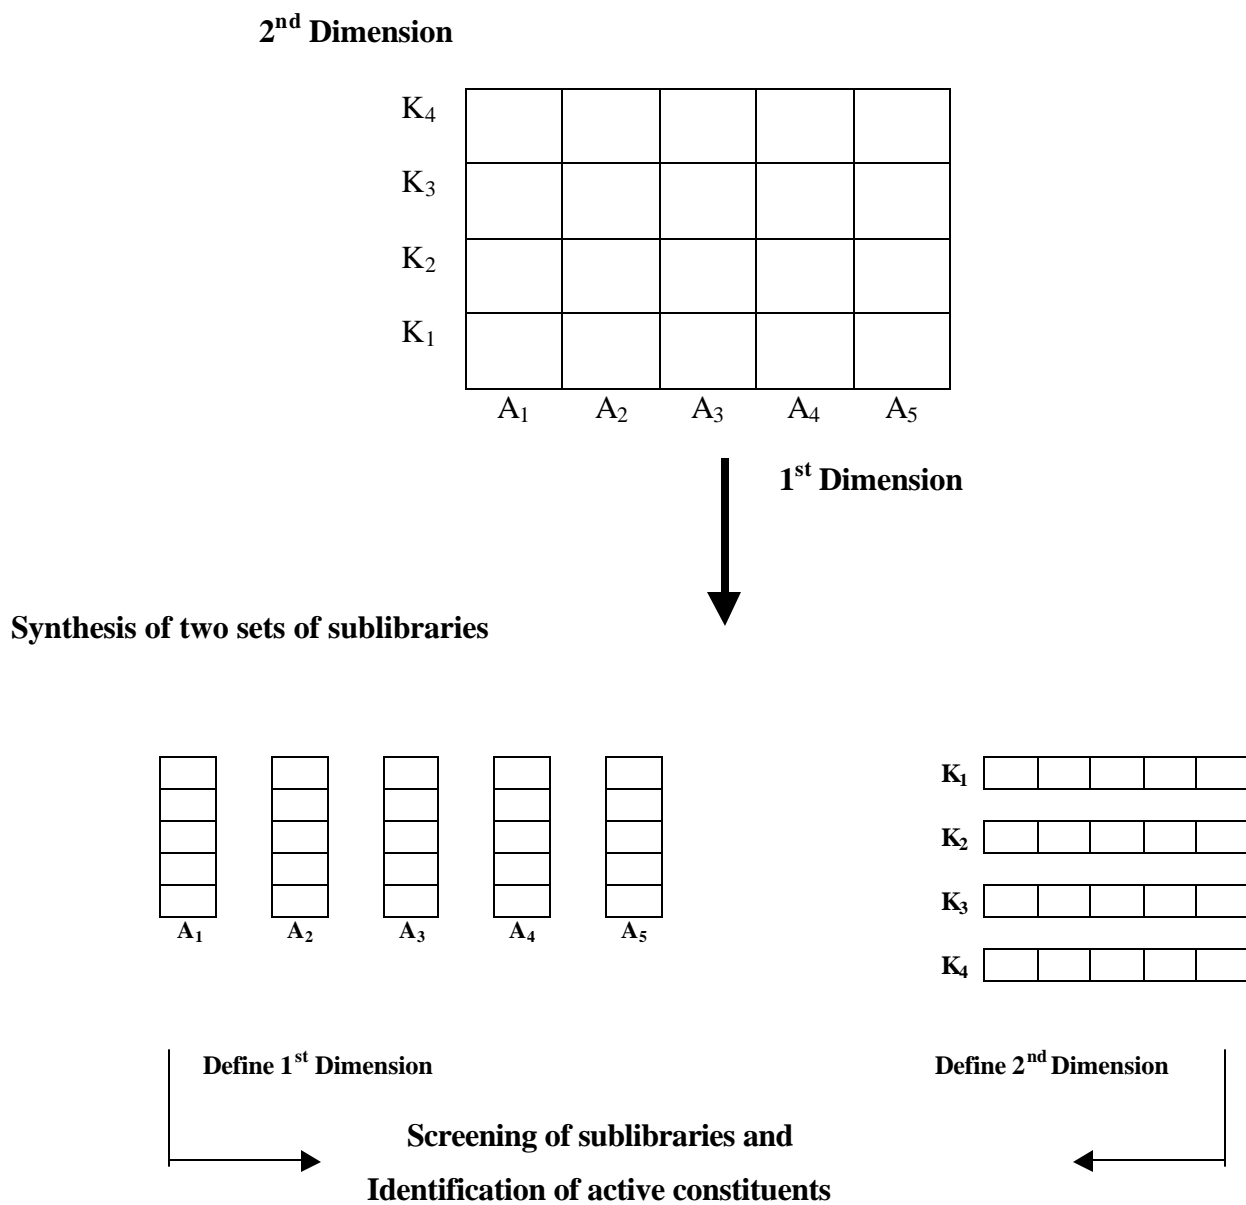 2nd Dimension
K4
K3
K2
K1
A1 A2 A3 A4 A5
1st Dimension
Synthesis of two sets of sublibraries
K1
K2
K3
K4
A1 A2 A3 A4 A5
Define 1st Dimension
Define 2nd Dimension
Screening of sublibraries and
Identification of active constituents